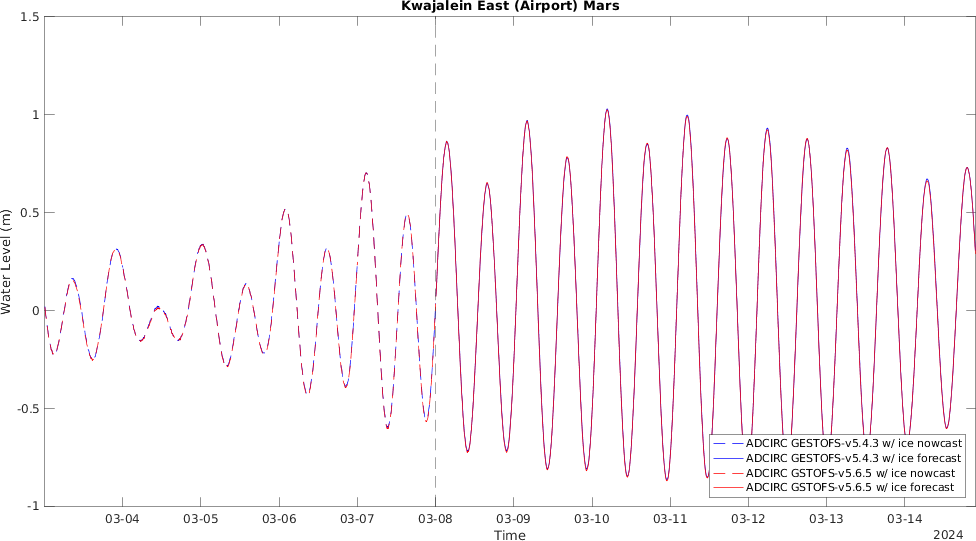 Kwajalein East (Airport) Mars
1.5
1
0.5
0
-0.5
-1
Water Level (m)
03-04 03-05 03-06 03-07 03-08 03-09 03-10 03-11 03-12 03-13 03-14
Time
2024
ADCIRC GESTOFS-v5.4.3 w/ ice nowcast
ADCIRC GESTOFS-v5.4.3 w/ ice forecast
ADCIRC GSTOFS-v5.6.5 w/ ice nowcast
ADCIRC GSTOFS-v5.6.5 w/ ice forecast